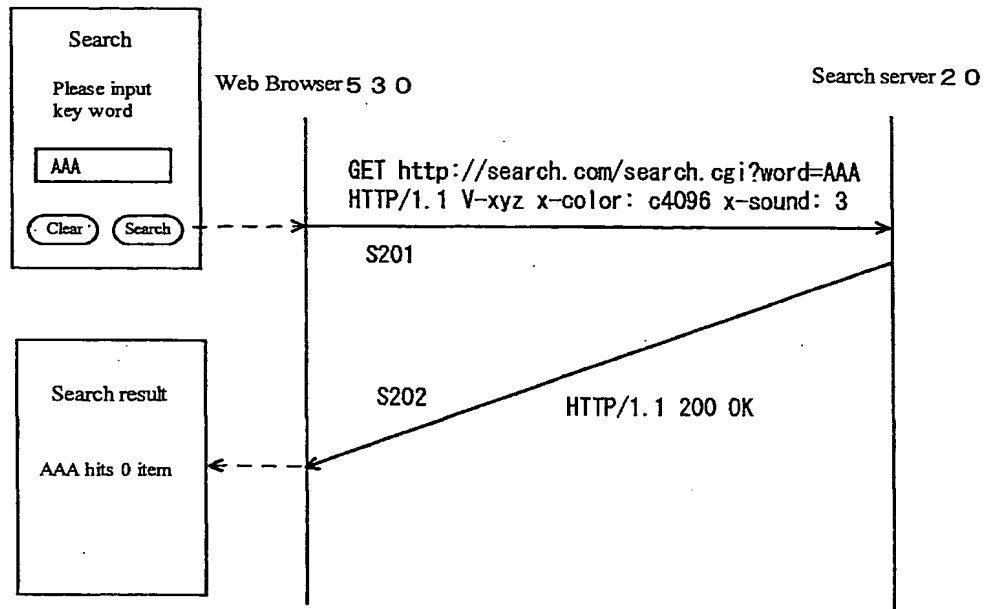 Search
Please input
key word
AAA
Clear
Search
Web Browser 5 3 0
Search server 2 0
GET http://search.com/search.cgi?word=AAA
HTTP/1.1 V-xyz x-color: c4096 x-sound: 3
S201
S202
HTTP/1.1 200 OK
Search result
AAA hits 0 item